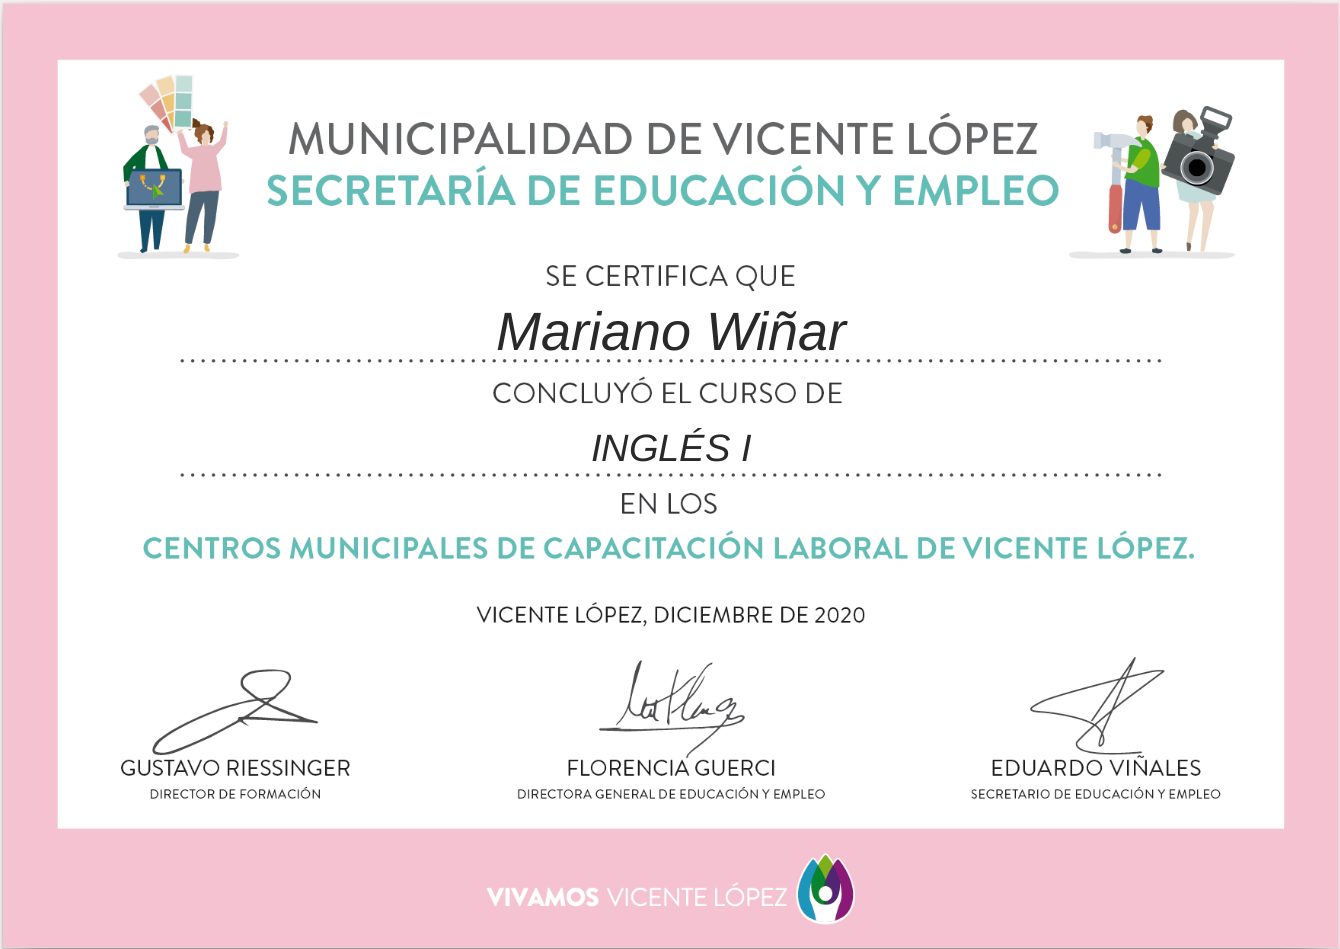 MUNICIPALIDAD DE VICENTE LÓPEZ
SECRETARÍA DE EDUCACIÓN Y EMPLEO
SE CERTIFICA QUE
Mariano Wiñar
CONCLUYÓ EL CURSO DE
INGLÉS I
EN LOS
CENTROS MUNICIPALES DE CAPACITACIÓN LABORAL DE VICENTE LÓPEZ.
VICENTE LÓPEZ, DICIEMBRE DE 2020
GUSTAVO RIESSINGER
DIRECTOR DE FORMACIÓN
FLORENCIA GUERCI
DIRECTORA GENERAL DE EDUCACIÓN Y EMPLEO
EDUARDO VIÑALES
SECRETARIO DE EDUCACIÓN Y EMPLEO
VIVAMOS VICENTE LÓPEZ